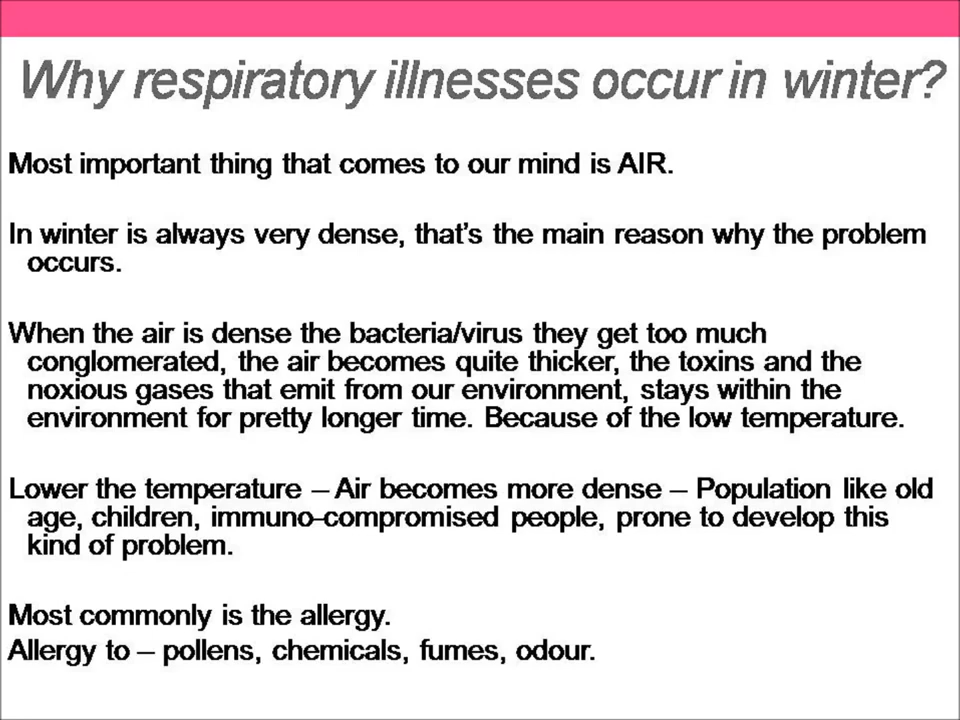 Why respiratory illnesses occur in winter?
Most important thing that comes to our mind is AIR.
In winter is always very dense, that's the main reason why the problem
occurs.
When the air is dense the bacteria/virus they get too much
conglomerated, the air becomes quite thicker, the toxins and the
noxious gases that emit from our environment, stays within the
environment for pretty longer time. Because of the low temperature.
Lower the temperature – Air becomes more dense – Population like old
age, children, immuno-compromised people, prone to develop this
kind of problem.
Most commonly is the allergy.
Allergy to – pollens, chemicals, fumes, odour.